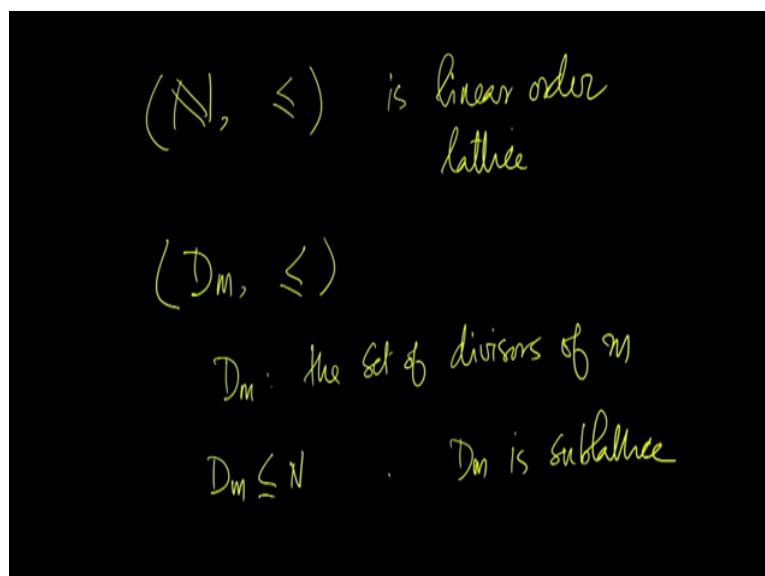 (ℕ, ≤) is linear order
lattice
(Dm, ≤)
Dm : the set of divisors of m
Dm ⊆ N . Dm is sublattice